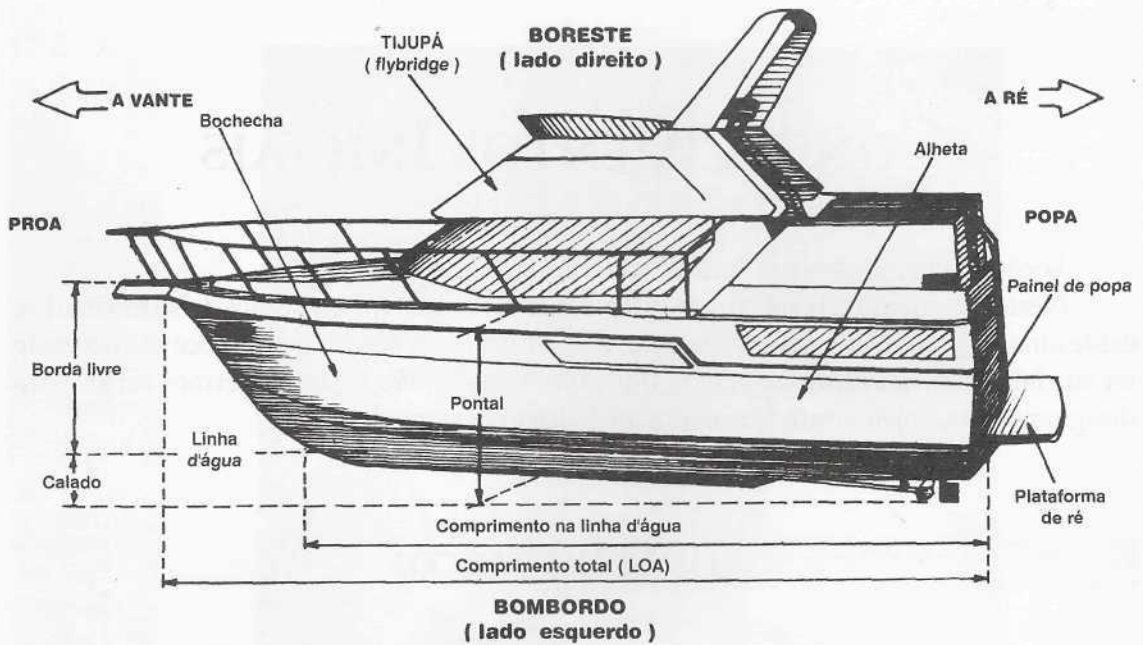 BORESTE
( lado direito )
TIJUPÁ
( flybridge )
A VANTE
A RÉ
Bochecha
Alheta
PROA
POPA
Painel de popa
Borda livre
Pontal
Linha
d'água
Calado
Plataforma
de ré
Comprimento na linha d'água
Comprimento total ( LOA)
BOMBORDO
( lado esquerdo )